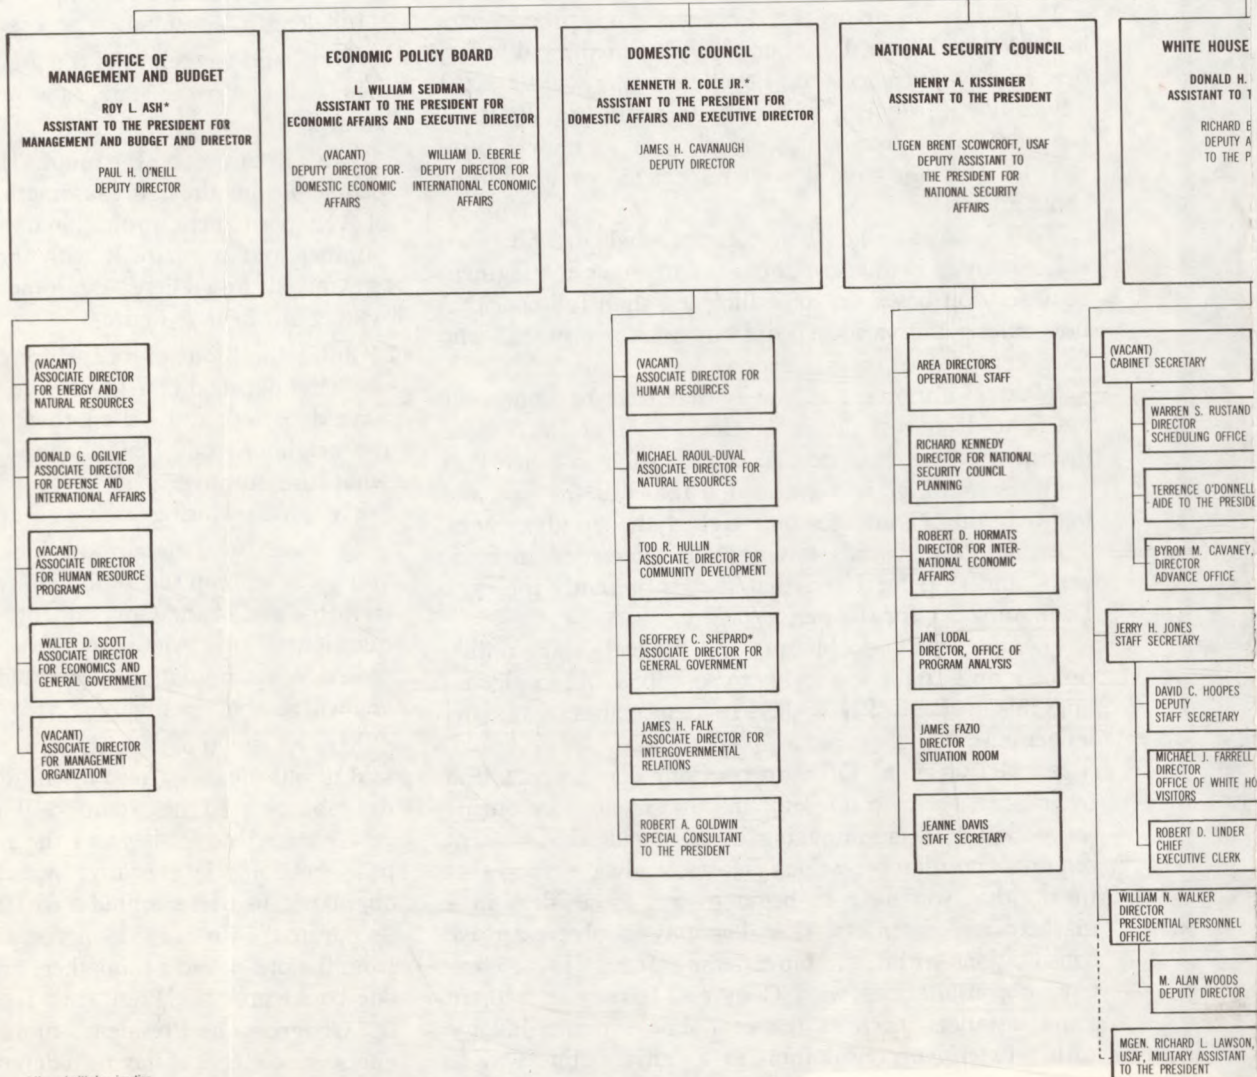 OFFICE OF
MANAGEMENT AND BUDGET
ROY L. ASH*
ASSISTANT TO THE PRESIDENT FOR
MANAGEMENT AND BUDGET AND DIRECTOR
PAUL H. O'NEILL
DEPUTY DIRECTOR
(VACANT)
ASSOCIATE DIRECTOR
FOR ENERGY AND
NATURAL RESOURCES
DONALD G. OGILVIE
ASSOCIATE DIRECTOR
FOR DEFENSE AND
INTERNATIONAL AFFAIRS
(VACANT)
ASSOCIATE DIRECTOR
FOR HUMAN RESOURCE
PROGRAMS
WALTER D. SCOTT
ASSOCIATE DIRECTOR
FOR ECONOMICS AND
GENERAL GOVERNMENT
(VACANT)
ASSOCIATE DIRECTOR
FOR MANAGEMENT
ORGANIZATION
ECONOMIC POLICY BOARD
L. WILLIAM SEIDMAN
ASSISTANT TO THE PRESIDENT FOR
ECONOMIC AFFAIRS AND EXECUTIVE DIRECTOR
(VACANT)
DEPUTY DIRECTOR FOR
DOMESTIC ECONOMIC
AFFAIRS
WILLIAM D. EBERLE
DEPUTY DIRECTOR FOR
INTERNATIONAL ECONOMIC
AFFAIRS
DOMESTIC COUNCIL
KENNETH R. COLE JR.*
ASSISTANT TO THE PRESIDENT FOR
DOMESTIC AFFAIRS AND EXECUTIVE DIRECTOR
JAMES H. CAVANAUGH
DEPUTY DIRECTOR
(VACANT)
ASSOCIATE DIRECTOR FOR
HUMAN RESOURCES
MICHAEL RAOUL-DUVAL
ASSOCIATE DIRECTOR FOR
NATURAL RESOURCES
TOD R. HULLIN
ASSOCIATE DIRECTOR FOR
COMMUNITY DEVELOPMENT
GEOFFREY C. SHEPARD*
ASSOCIATE DIRECTOR FOR
GENERAL GOVERNMENT
JAMES H. FALK
ASSOCIATE DIRECTOR FOR
INTERGOVERNMENTAL
RELATIONS
ROBERT A. GOLDWIN
SPECIAL CONSULTANT
TO THE PRESIDENT
NATIONAL SECURITY COUNCIL
HENRY A. KISSINGER
ASSISTANT TO THE PRESIDENT
LTGEN BRENT SCOWCROFT, USAF
DEPUTY ASSISTANT TO
THE PRESIDENT FOR
NATIONAL SECURITY
AFFAIRS
AREA DIRECTORS
OPERATIONAL STAFF
RICHARD KENNEDY
DIRECTOR FOR NATIONAL
SECURITY COUNCIL
PLANNING
ROBERT D. HORMATS
DIRECTOR FOR INTER-
NATIONAL ECONOMIC
AFFAIRS
JAN LODAL
DIRECTOR, OFFICE OF
PROGRAM ANALYSIS
JAMES FAZIO
DIRECTOR
SITUATION ROOM
JEANNE DAVIS
STAFF SECRETARY
WHITE HOUSE
DONALD H.
ASSISTANT TO
RICHARD
DEPUTY
TO THE
(VACANT)
CABINET SECRETARY
WARREN S. RUSTAND
DIRECTOR
SCHEDULING OFFICE
TERRENCE O'DONNELL
AIDE TO THE
BYRON M. CAVANEY,
DIRECTOR
ADVANCE OFFICE
JERRY H. JONES
STAFF SECRETARY
DAVID C. HOOPES
DEPUTY
STAFF SECRETARY
MICHAEL J. FARRELL
DIRECTOR
OFFICE OF WHITE
VISITORS
ROBERT D. LINDER
CHIEF
EXECUTIVE CLERK
WILLIAM N. WALKER
DIRECTOR
PRESIDENTIAL PERSONNEL
OFFICE
M. ALAN WOODS
DEPUTY DIRECTOR
MGEN. RICHARD L. LAWSON,
USAF, MILITARY ASSISTANT
TO THE PRESIDENT